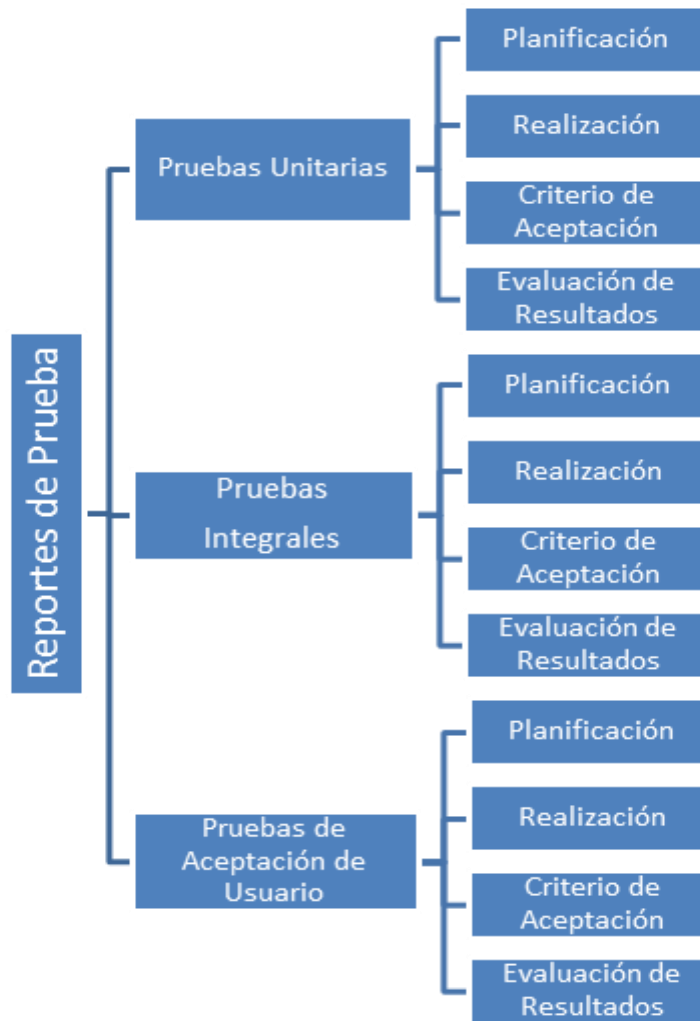 Reportes de Prueba
Pruebas Unitarias
Planificación
Realización
Criterio de
Aceptación
Evaluación de
Resultados
Pruebas
Integrales
Planificación
Realización
Criterio de
Aceptación
Evaluación de
Resultados
Pruebas de
Aceptación de
Usuario
Planificación
Realización
Criterio de
Aceptación
Evaluación de
Resultados